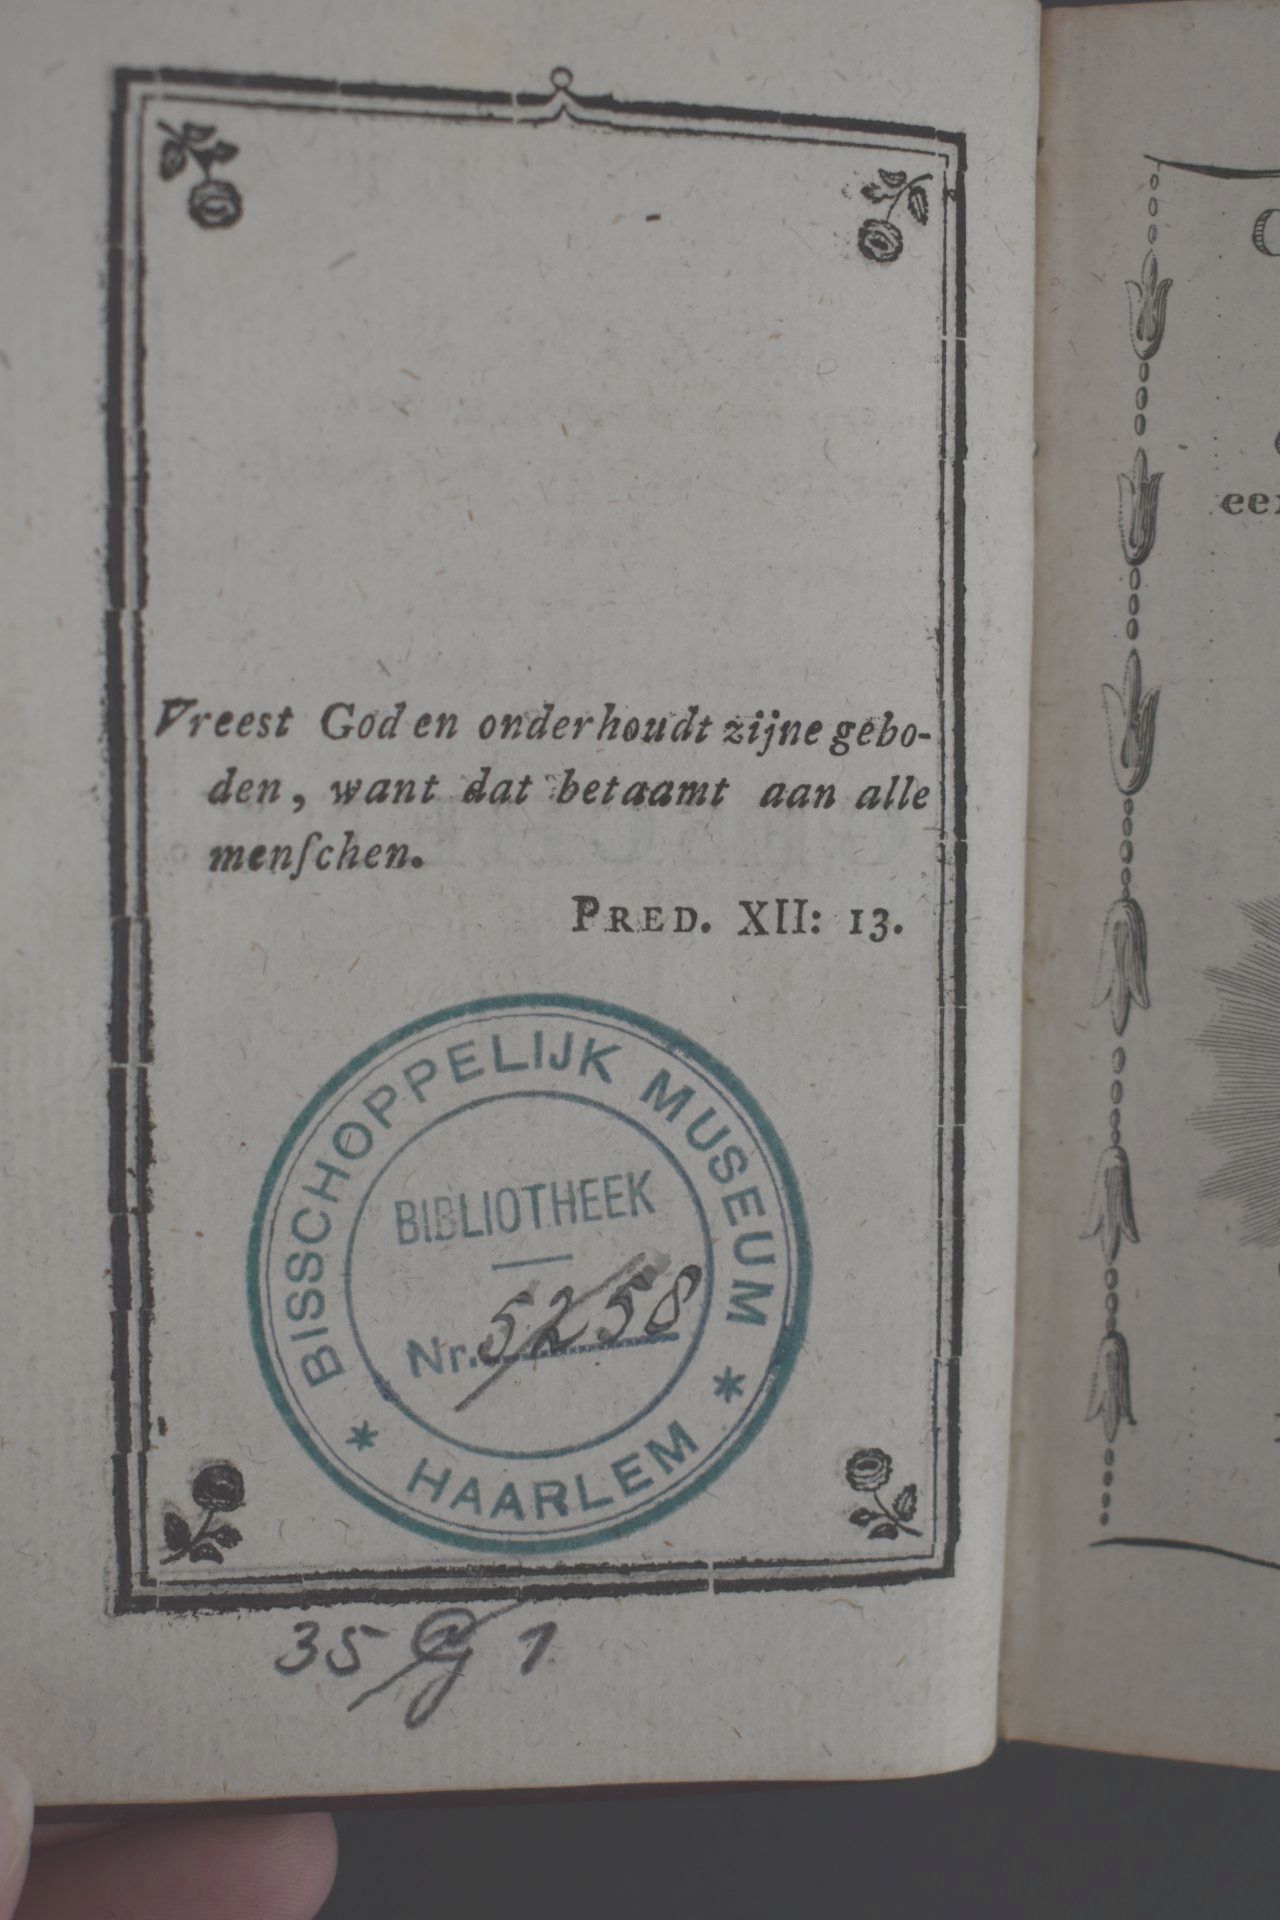 Vreest God en onderhoudt zijne gebo-
den, want dat betaamt aan alle
menſchen.
PRED. XII: 13.
BISSCHOPPELIJK MUSEUM
BIBLIOTHEEK
Nr. 5258
* HAARLEM *
35 1